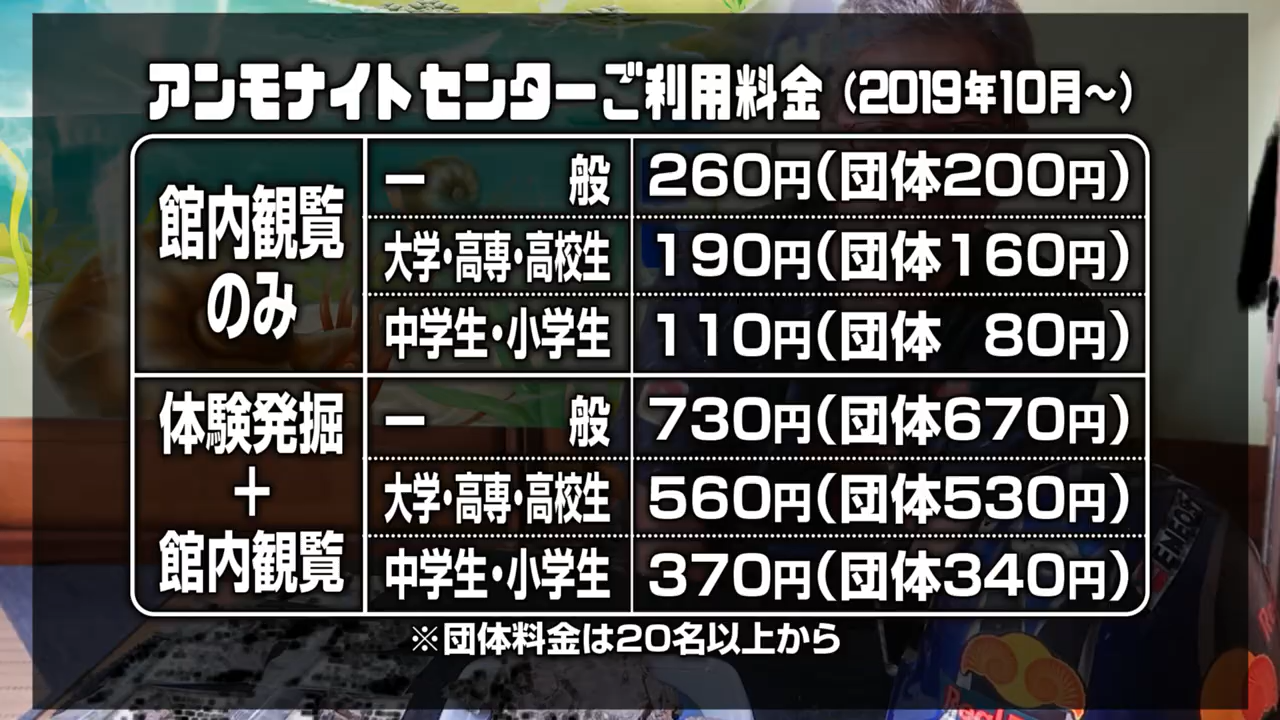 アンモナイトセンターご利用料金（2019年10月～）
館内観覧のみ
一般 260円（団体200円）
大学・高専・高校生 190円（団体160円）
中学生・小学生 110円（団体 80円）
体験発掘＋館内観覧
一般 730円（団体670円）
大学・高専・高校生 560円（団体530円）
中学生・小学生 370円（団体340円）
※団体料金は20名以上から